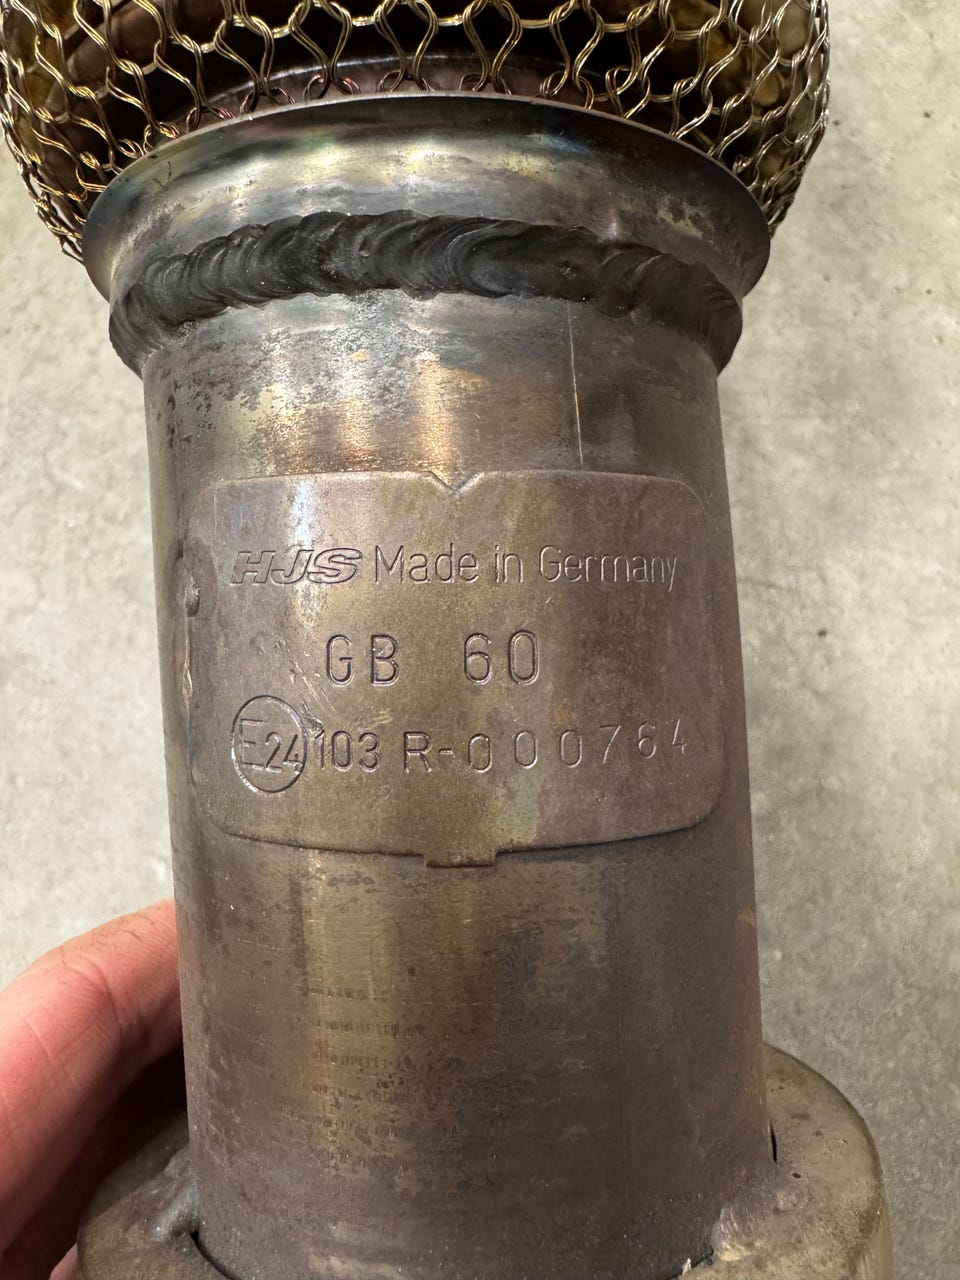 HJS Made in Germany
GB 60
E24 103 R-000764